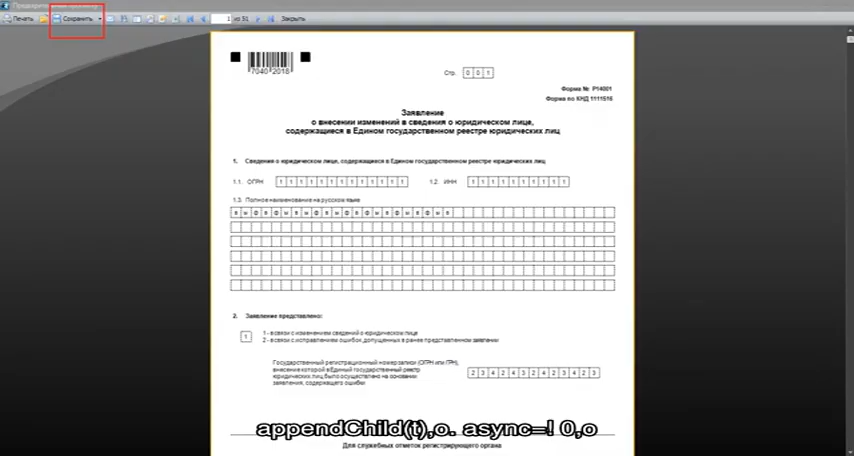 Предварительный просмотр
Печать Сохранить 1 из 51 Закрыть
7040 2018
Стр. 0 0 1
Форма № Р14001
Форма по КНД 1111516
Заявление
о внесении изменений в сведения о юридическом лице,
содержащиеся в Едином государственном реестре юридических лиц
1. Сведения о юридическом лице, содержащиеся в Едином государственном реестре юридических лиц
1.1. ОГРН 1 1 1 1 1 1 1 1 1 1 1 1 1 1.2. ИНН 1 1 1 1 1 1 1 1 1 1
1.3. Полное наименование на русском языке
2. Заявление представлено:
1 1 - в связи с изменением сведений о юридическом лице
2 - в связи с исправлением ошибок, допущенных в ранее представленном заявлении
Государственный регистрационный номер записи (ОГРН или ГРН),
внесение которой в Единый государственный реестр
юридических лиц было осуществлено на основании
заявления, содержащего ошибки
2 3 4 2 4 3 2 4 2 3 4 2 3
appendChild(t),o. async=! 0,o
Для служебных отметок регистрирующего органа